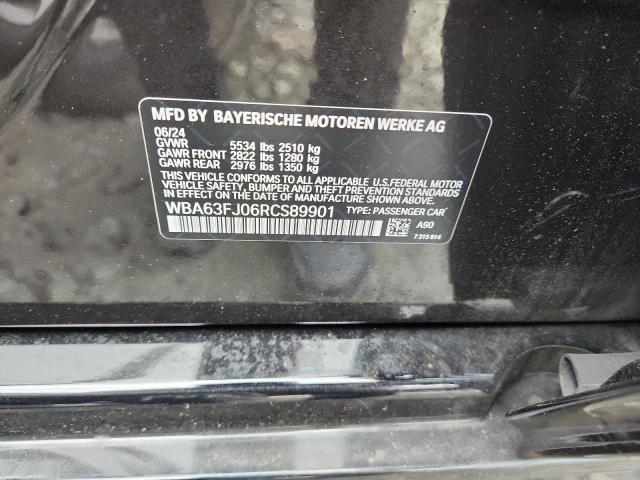 MFD BY BAYERISCHE MOTOREN WERKE AG
06/24
GVWR 5534 lbs 2510 kg
GAWR FRONT 2822 lbs 1280 kg
GAWR REAR 2976 lbs 1350 kg
THIS VEHICLE CONFORMS TO ALL APPLICABLE U.S.FEDERAL MOTOR
VEHICLE SAFETY, BUMPER AND THEFT PREVENTION STANDARDS
IN EFFECT ON THE DATE OF MANUFACTURE SHOWN ABOVE.
WBA63FJ06RCS89901 TYPE: PASSENGER CAR
A90
7315814